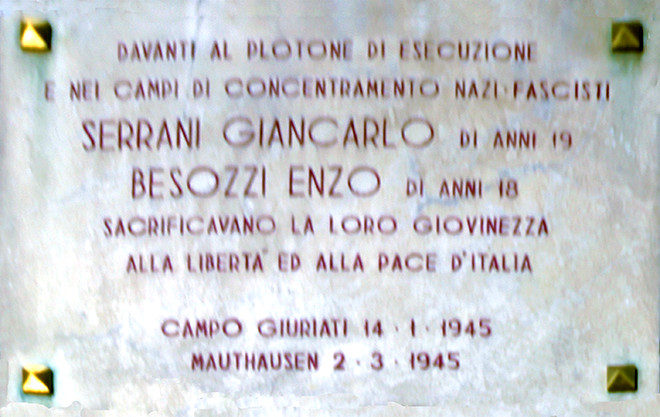 DAVANTI AL PLOTONE DI ESECUZIONE
E NEI CAMPI DI CONCENTRAMENTO NAZI·FASCISTI
SERRANI GIANCARLO DI ANNI 19
BESOZZI ENZO DI ANNI 18
SACRIFICAVANO LA LORO GIOVINEZZA
ALLA LIBERTA' ED ALLA PACE D'ITALIA
CAMPO GIURIATI 14·1·1945
MAUTHAUSEN 2·3·1945